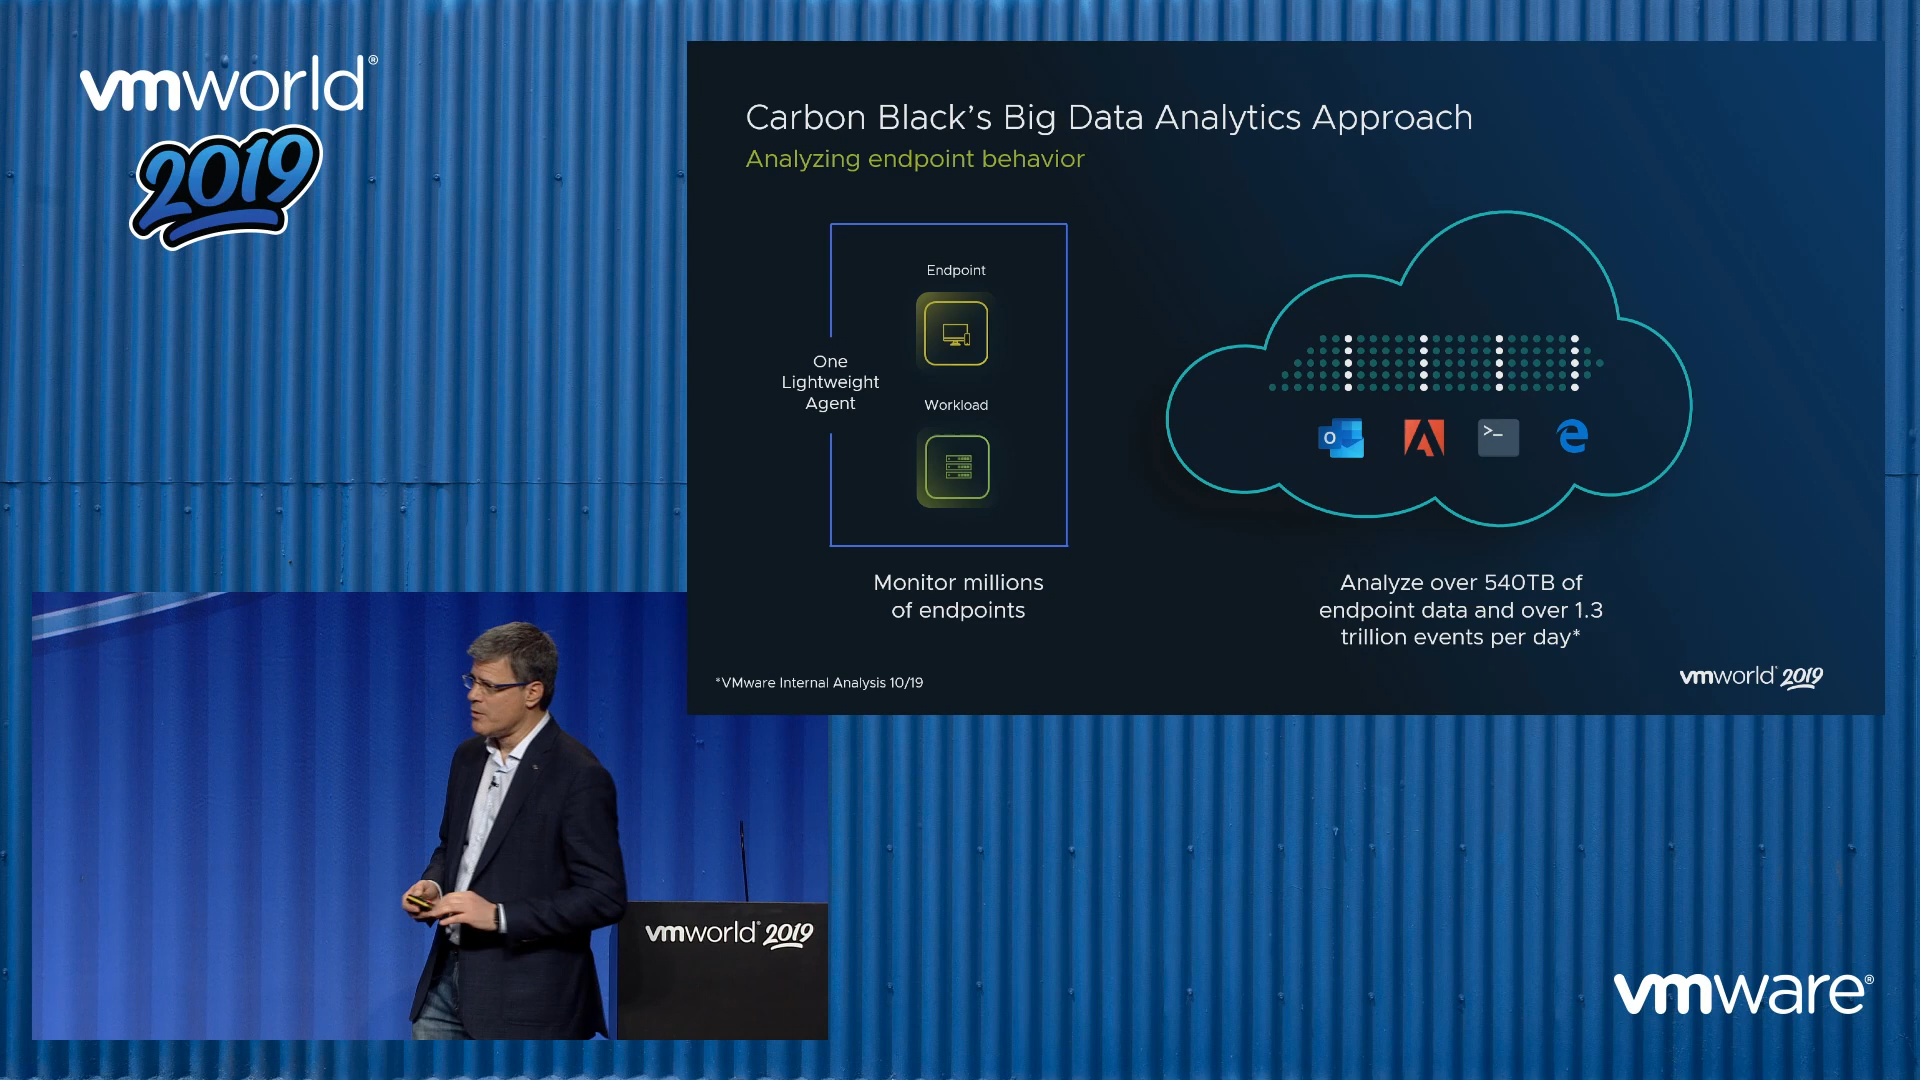 vmworld®
2019
Carbon Black's Big Data Analytics Approach
Analyzing endpoint behavior
Endpoint
One
Lightweight
Agent
Workload
O
>_
Monitor millions
of endpoints
Analyze over 540TB of
endpoint data and over 1.3
trillion events per day*
*VMware Internal Analysis 10/19
vmworld® 2019
vmworld® 2019
vmware®